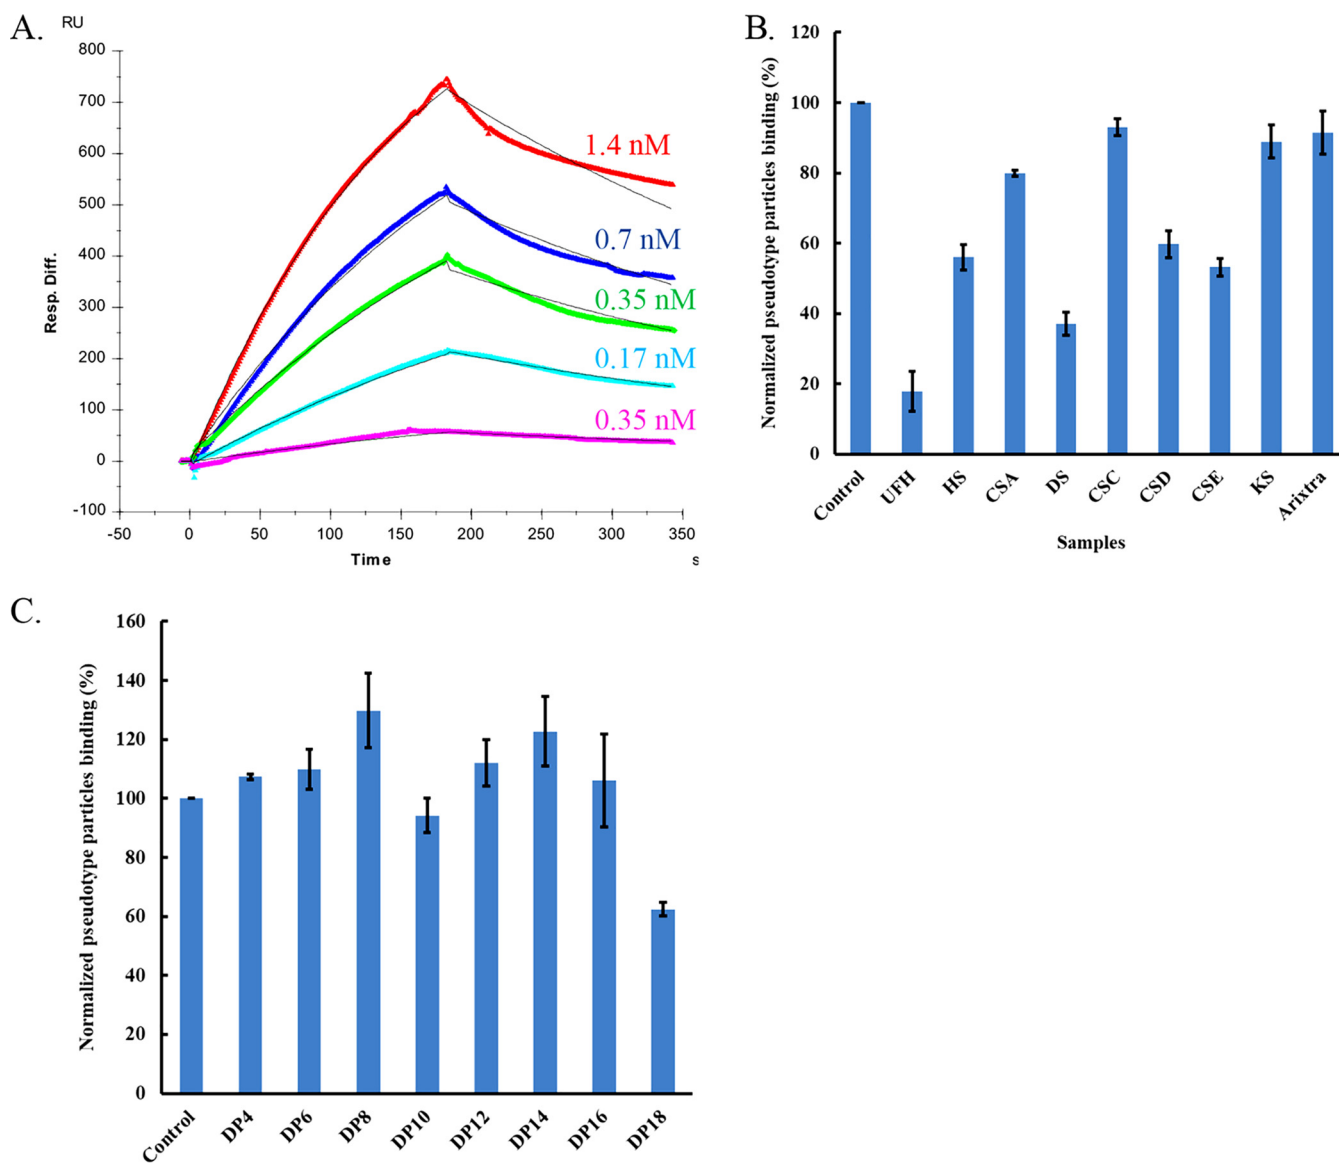 A.
RU
800
700
600
500
400
300
200
100
0
-100
Resp. Diff.
1.4 nM
0.7 nM
0.35 nM
0.17 nM
0.35 nM
-50 0 50 100 150 200 250 300 350
Time s
B.
120
100
80
60
40
20
0
Normalized pseudotype particles binding (%)
Control UFH HS CSA DS CSC CSD CSE KS Arixtra
Samples
C.
160
140
120
100
80
60
40
20
0
Normalized pseudotype particles binding (%)
Control DP4 DP6 DP8 DP10 DP12 DP14 DP16 DP18